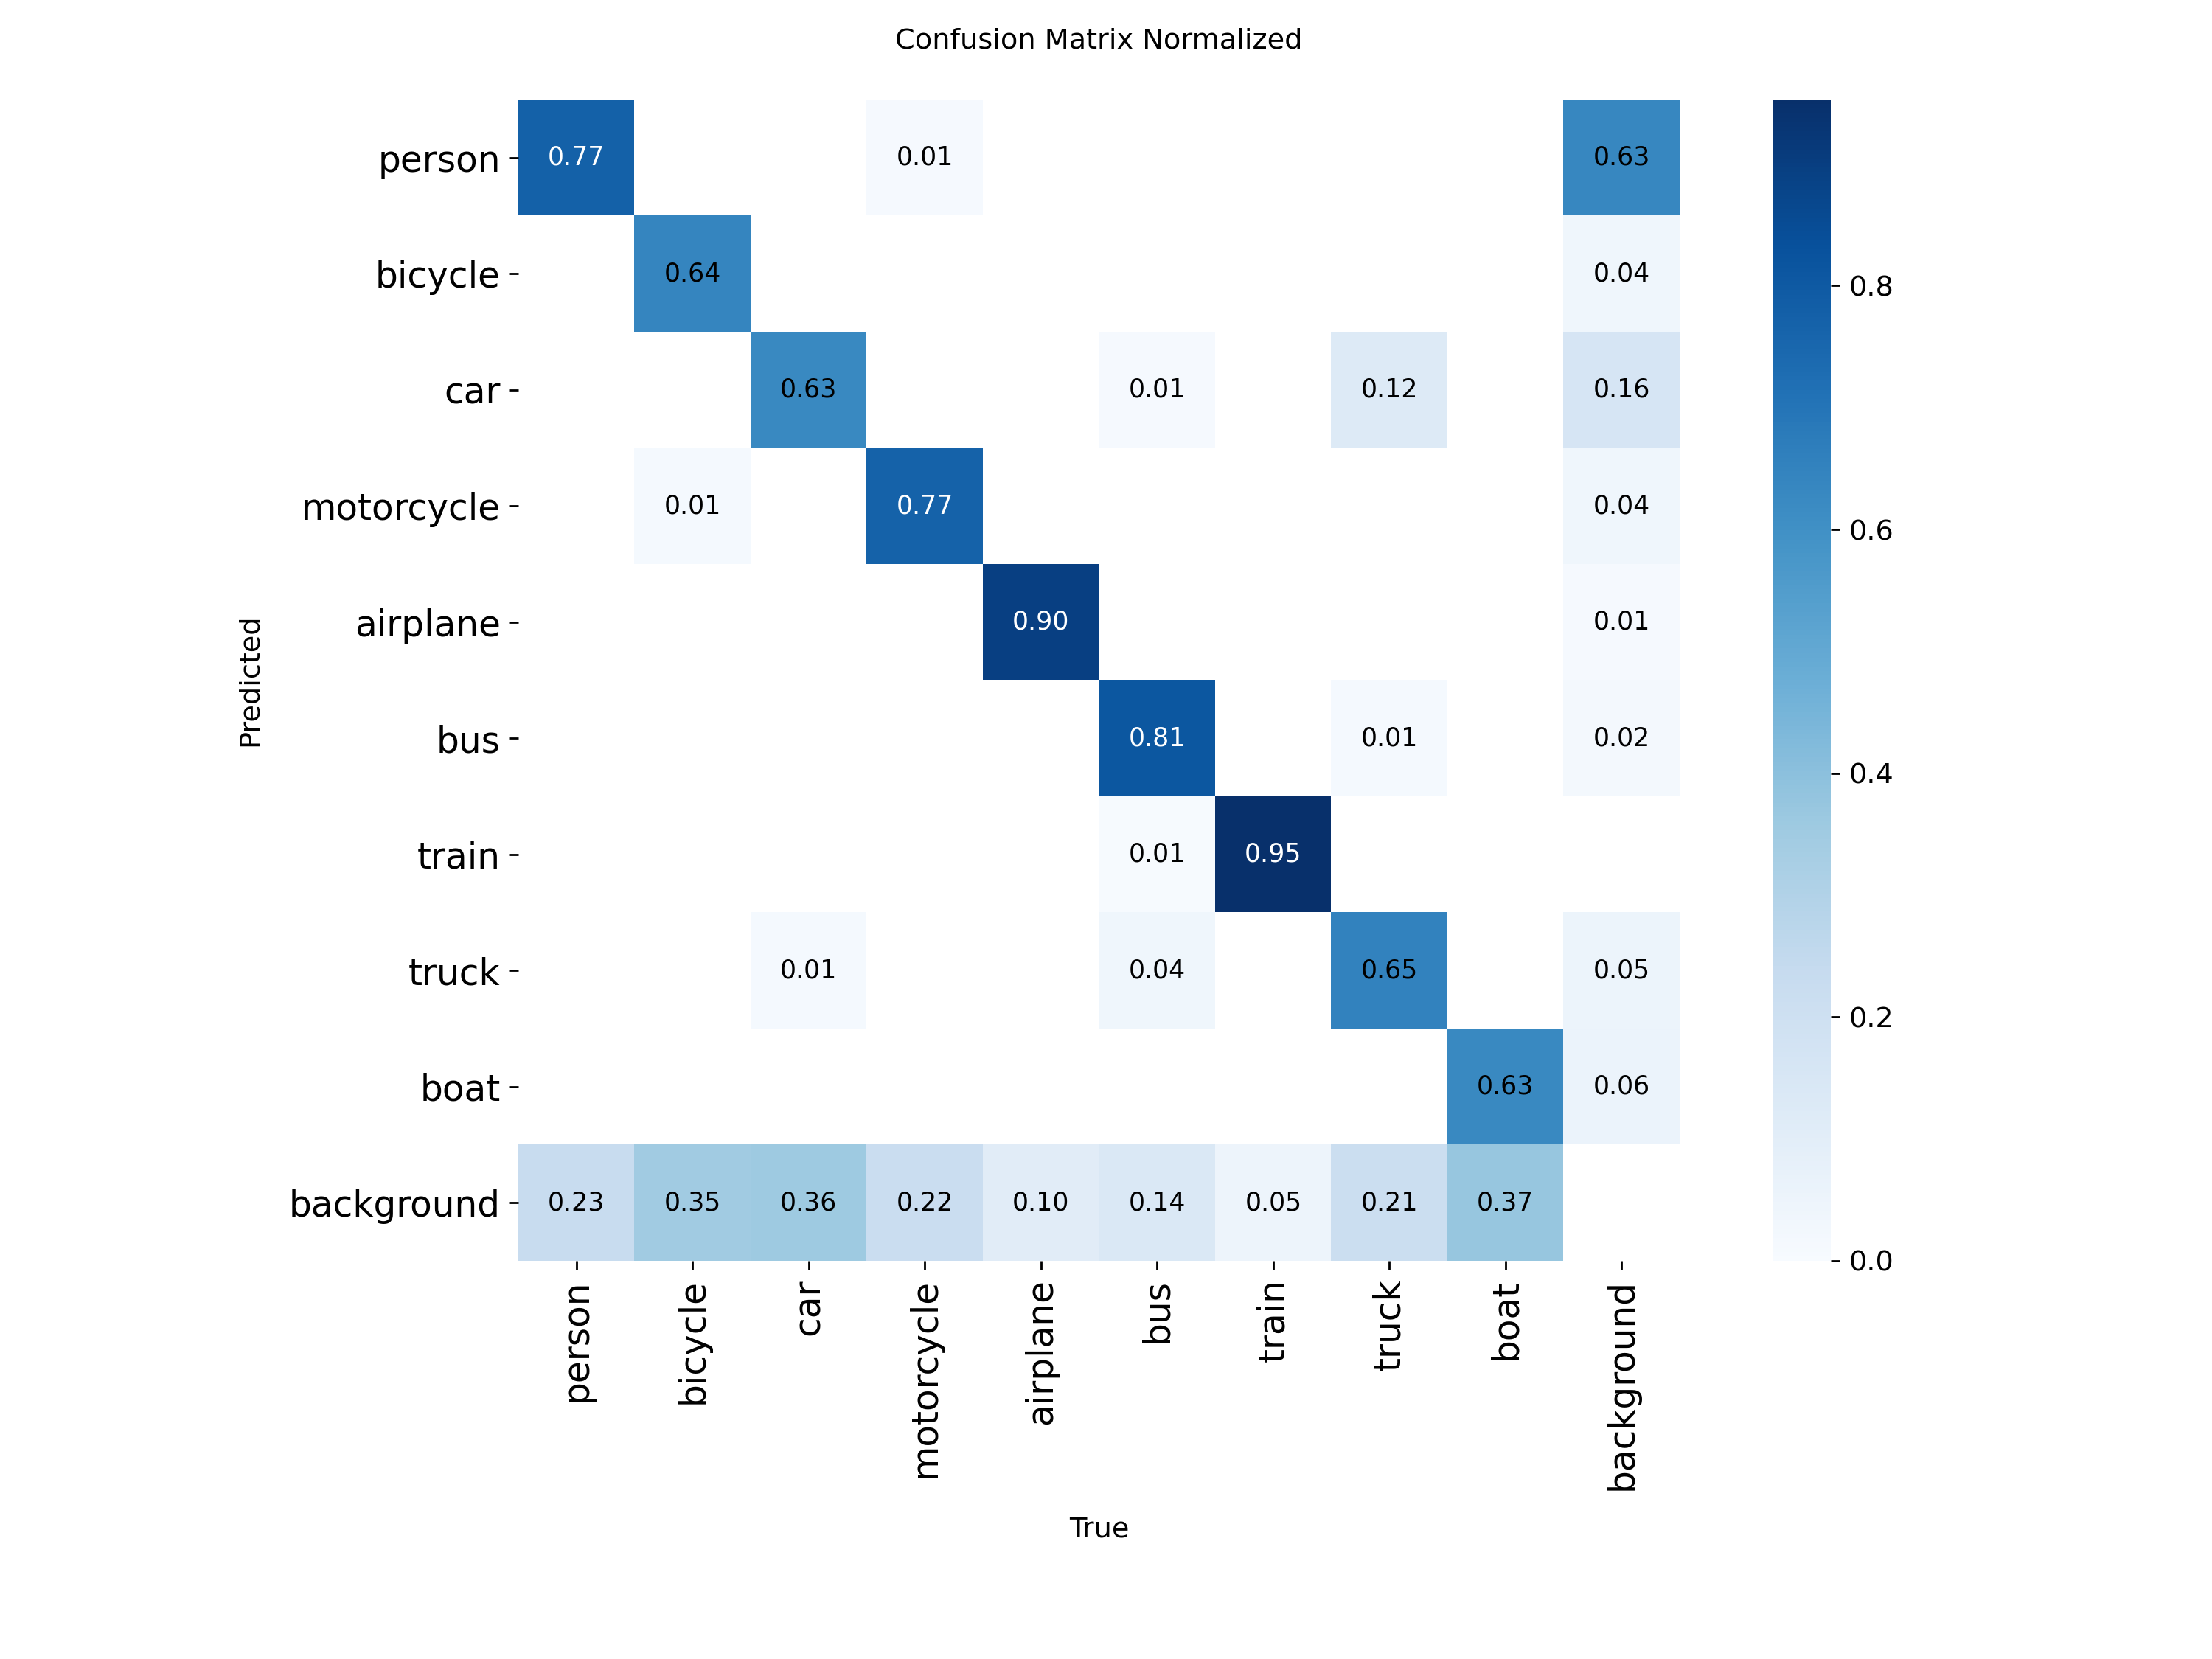 Confusion Matrix Normalized
person 0.77 0.01 0.63
bicycle 0.64 0.04
car 0.63 0.01 0.12 0.16
motorcycle 0.01 0.77 0.04
airplane 0.90 0.01
bus 0.81 0.01 0.02
train 0.01 0.95
truck 0.01 0.04 0.65 0.05
boat 0.63 0.06
background 0.23 0.35 0.36 0.22 0.10 0.14 0.05 0.21 0.37
Predicted
person
bicycle
car
motorcycle
airplane
bus
train
truck
boat
background
True
0.8
0.6
0.4
0.2
0.0